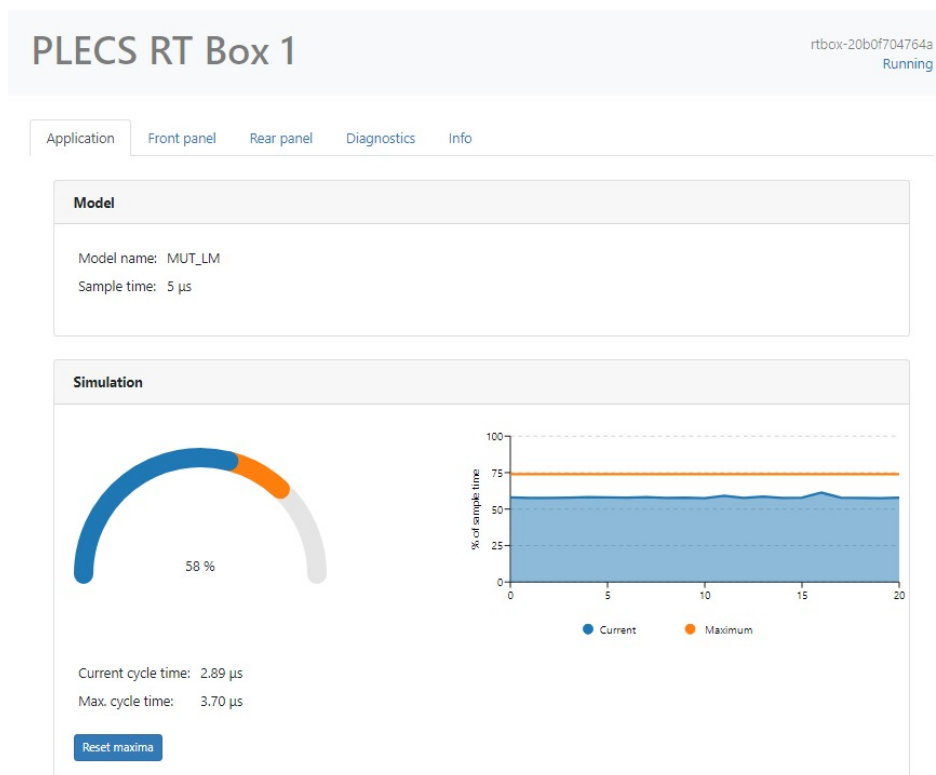 PLECS RT Box 1
rtbox-20b0f704764a
Running
Application Front panel Rear panel Diagnostics Info
Model
Model name: MUT_LM
Sample time: 5 µs
Simulation
58 %
% of sample time
100
75
50
25
0
0 5 10 15 20
Current Maximum
Current cycle time: 2.89 µs
Max. cycle time: 3.70 µs
Reset maxima